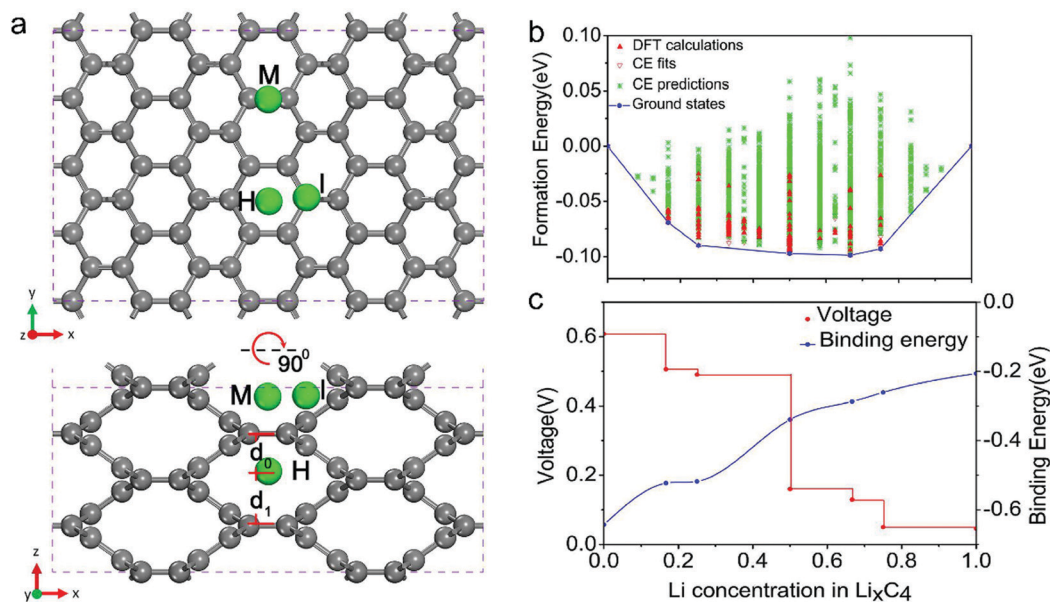 a
M
H
I
y
z
x
90⁰
M
I
d₀
H
d₁
z
y
x
b
0.10
0.05
0.00
-0.05
-0.10
Formation Energy(eV)
DFT calculations
CE fits
CE predictions
Ground states
c
0.6
0.4
0.2
0.0
Voltage(V)
Voltage
Binding energy
0.0
-0.2
-0.4
-0.6
Binding Energy(eV)
0.0 0.2 0.4 0.6 0.8 1.0
Li concentration in LiₓC₄